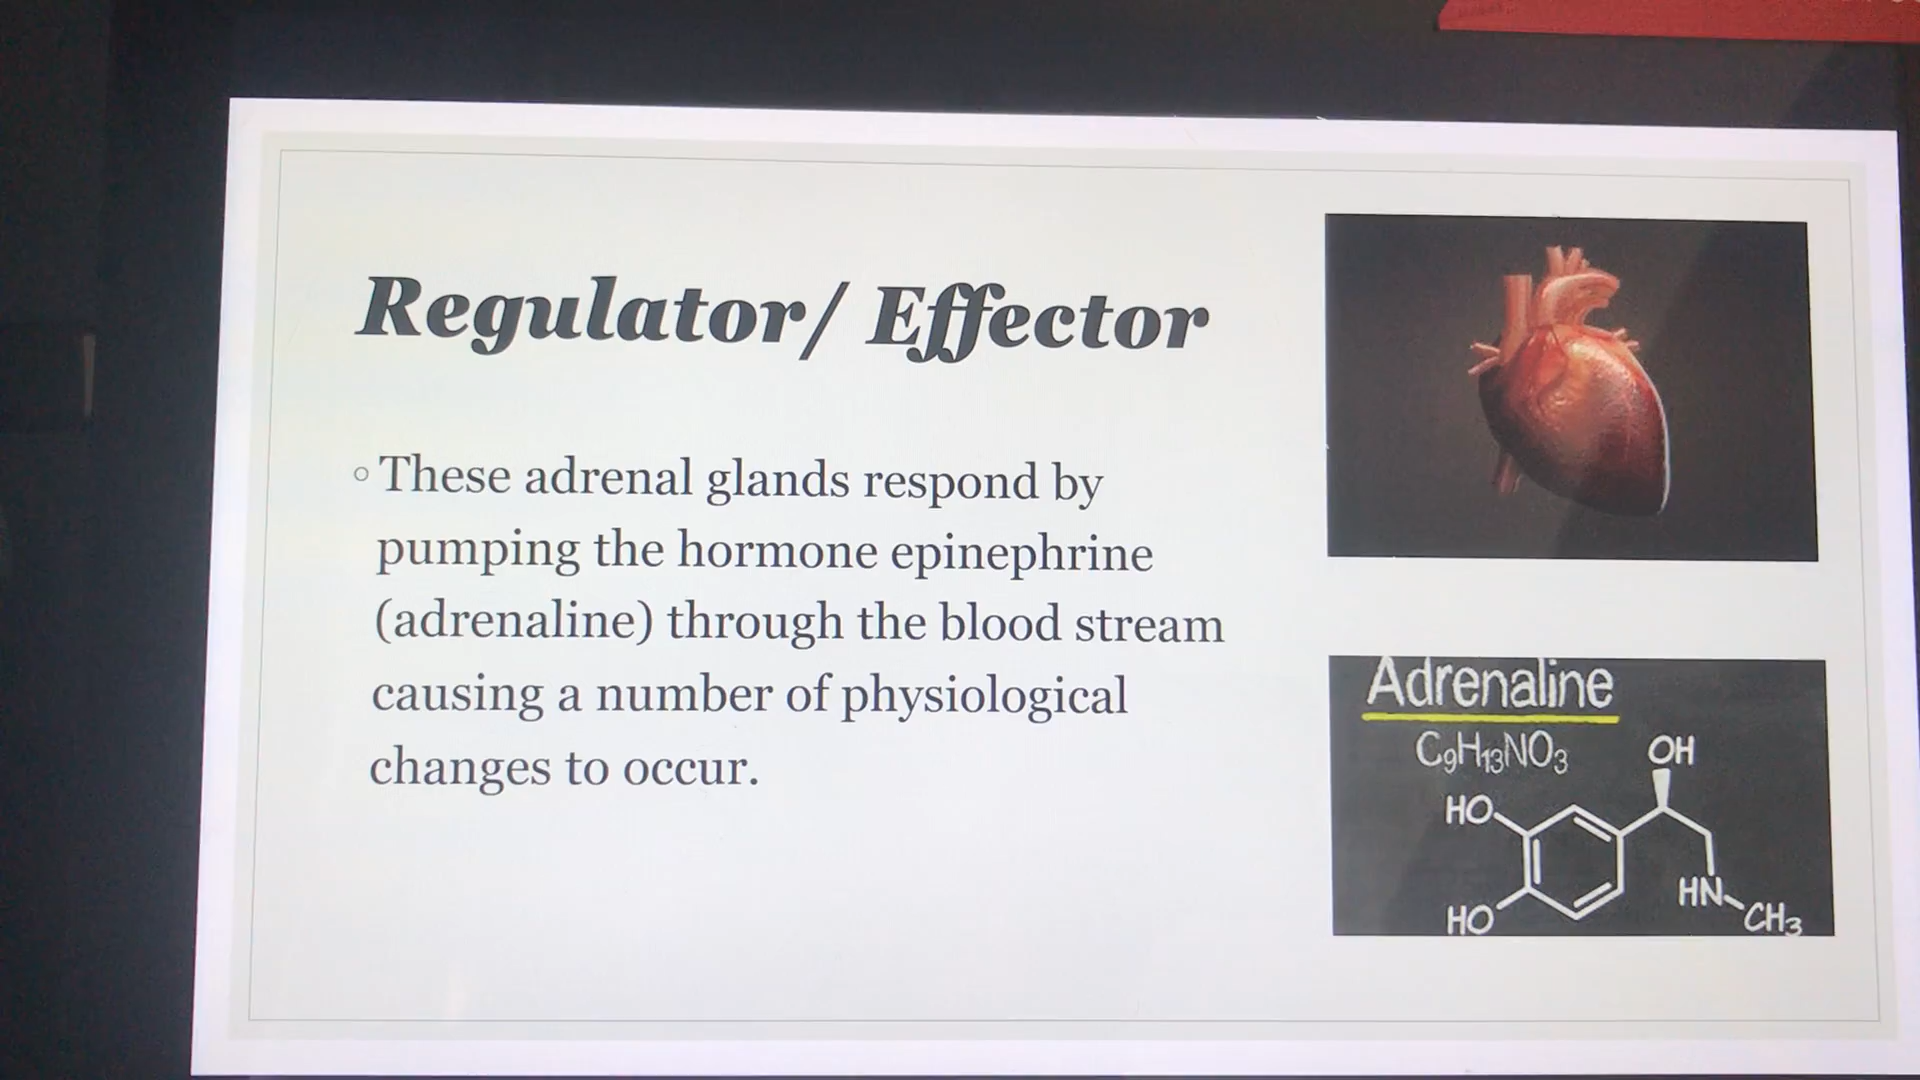 Regulator/ Effector
These adrenal glands respond by
pumping the hormone epinephrine
(adrenaline) through the blood stream
causing a number of physiological
changes to occur.
Adrenaline
C9H13NO3
OH
HO
HO
HN
CH3